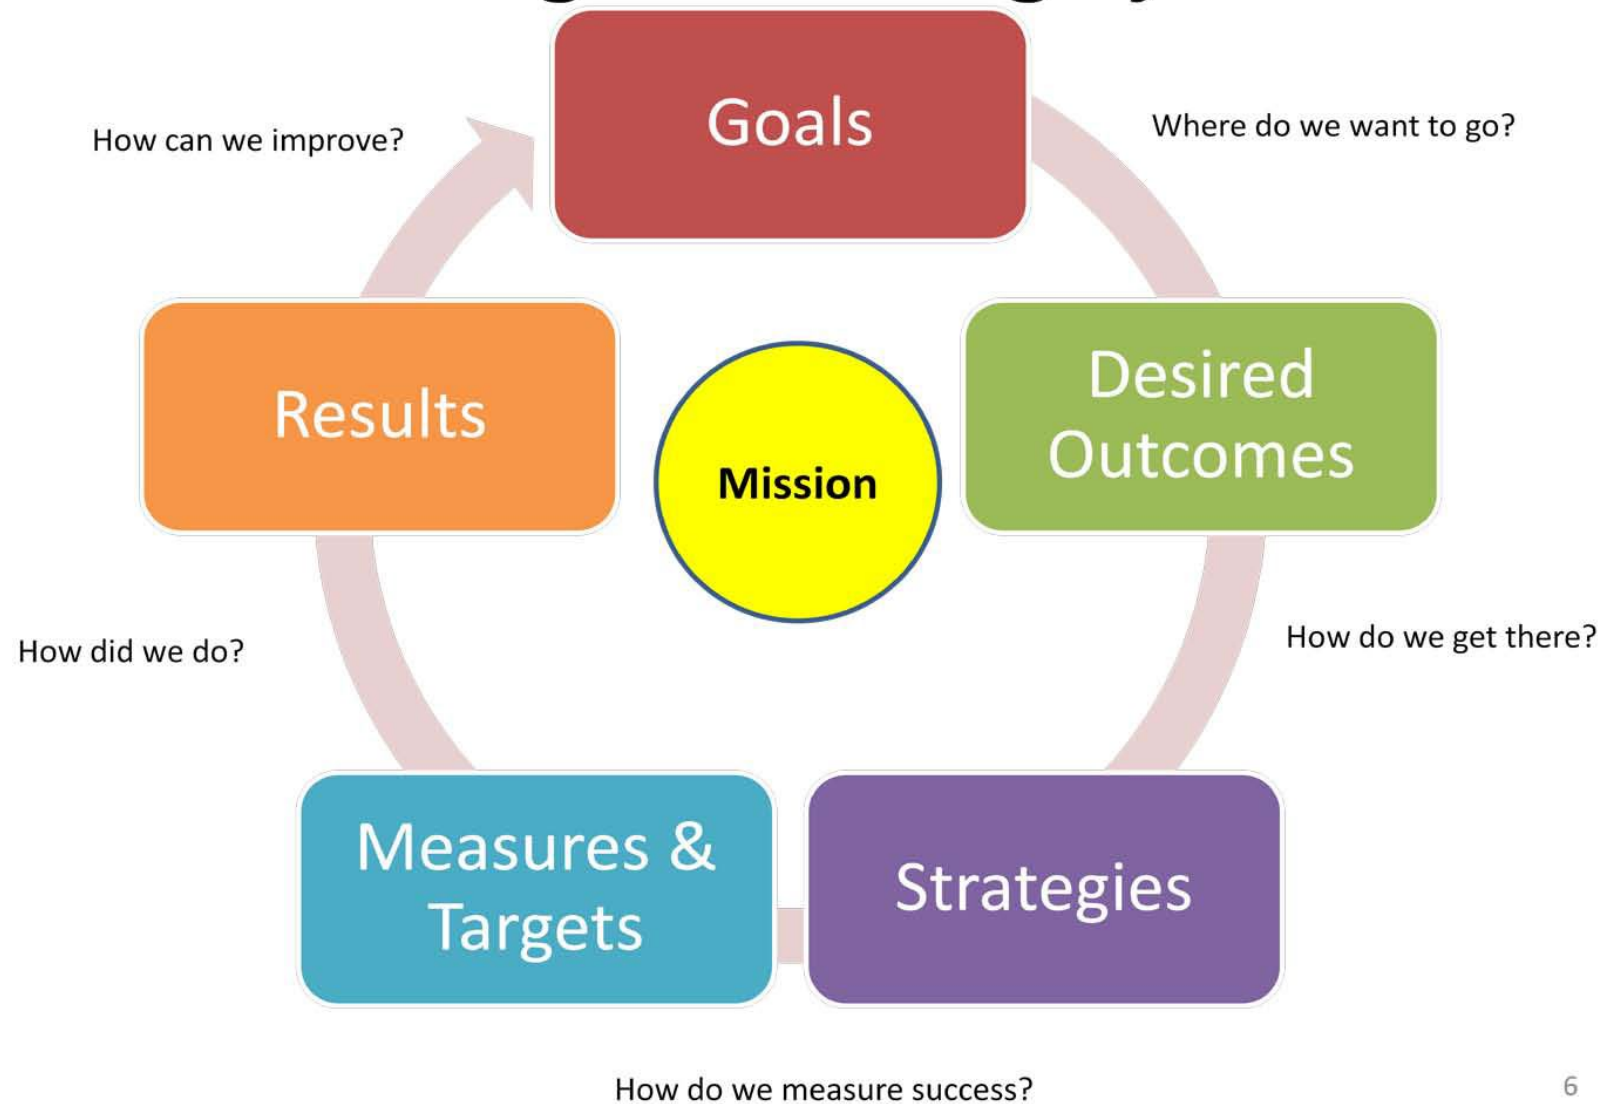 Goals
Where do we want to go?
How can we improve?
Desired
Outcomes
Results
Mission
How do we get there?
How did we do?
Measures &
Targets
Strategies
How do we measure success?
6